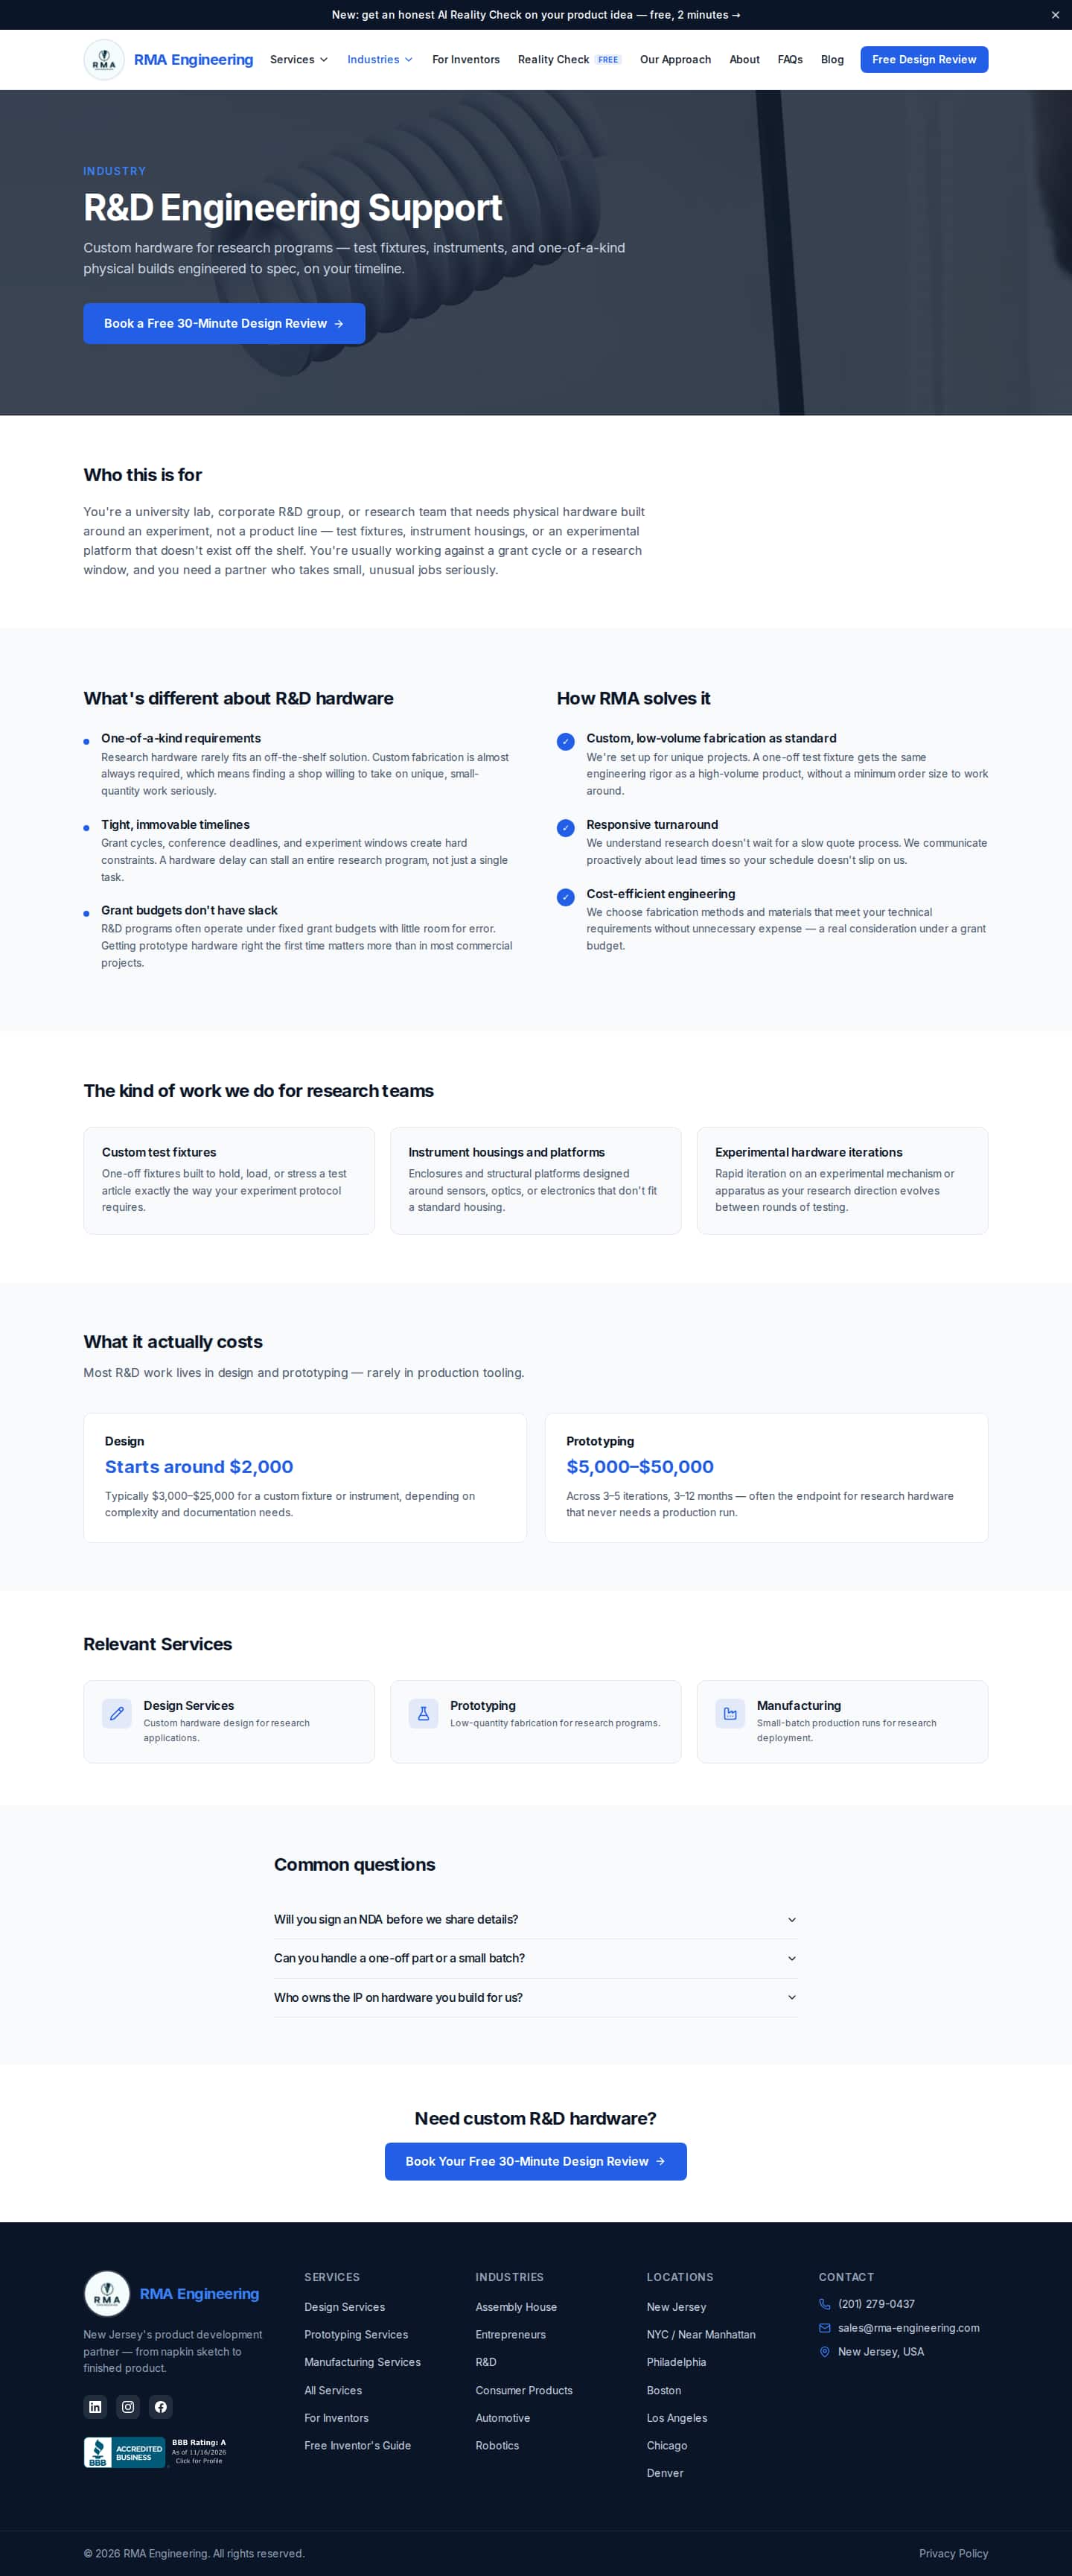 New: get an honest AI Reality Check on your product idea — free, 2 minutes →
✕
RMA
RMA Engineering
Services
Industries
For Inventors
Reality Check FREE
Our Approach
About
FAQs
Blog
Free Design Review
INDUSTRY
R&D Engineering Support
Custom hardware for research programs — test fixtures, instruments, and one-of-a-kind
physical builds engineered to spec, on your timeline.
Book a Free 30-Minute Design Review →
Who this is for
You're a university lab, corporate R&D group, or research team that needs physical hardware built
around an experiment, not a product line — test fixtures, instrument housings, or an experimental
platform that doesn't exist off the shelf. You're usually working against a grant cycle or a research
window, and you need a partner who takes small, unusual jobs seriously.
What's different about R&D hardware
One-of-a-kind requirements
Research hardware rarely fits an off-the-shelf solution. Custom fabrication is almost
always required, which means finding a shop willing to take on unique, small-
quantity work seriously.
Tight, immovable timelines
Grant cycles, conference deadlines, and experiment windows create hard
constraints. A hardware delay can stall an entire research program, not just a single
task.
Grant budgets don't have slack
R&D programs often operate under fixed grant budgets with little room for error.
Getting prototype hardware right the first time matters more than in most commercial
projects.
How RMA solves it
✓
Custom, low-volume fabrication as standard
We're set up for unique projects. A one-off test fixture gets the same
engineering rigor as a high-volume product, without a minimum order size to work
around.
✓
Responsive turnaround
We understand research doesn't wait for a slow quote process. We communicate
proactively about lead times so your schedule doesn't slip on us.
✓
Cost-efficient engineering
We choose fabrication methods and materials that meet your technical
requirements without unnecessary expense — a real consideration under a grant
budget.
The kind of work we do for research teams
Custom test fixtures
One-off fixtures built to hold, load, or stress a test
article exactly the way your experiment protocol
requires.
Instrument housings and platforms
Enclosures and structural platforms designed
around sensors, optics, or electronics that don't fit
a standard housing.
Experimental hardware iterations
Rapid iteration on an experimental mechanism or
apparatus as your research direction evolves
between rounds of testing.
What it actually costs
Most R&D work lives in design and prototyping — rarely in production tooling.
Design
Starts around $2,000
Typically $3,000–$25,000 for a custom fixture or instrument, depending on
complexity and documentation needs.
Prototyping
$5,000–$50,000
Across 3–5 iterations, 3–12 months — often the endpoint for research hardware
that never needs a production run.
Relevant Services
Design Services
Custom hardware design for research
applications.
Prototyping
Low-quantity fabrication for research programs.
Manufacturing
Small-batch production runs for research
deployment.
Common questions
Will you sign an NDA before we share details?
Can you handle a one-off part or a small batch?
Who owns the IP on hardware you build for us?
Need custom R&D hardware?
Book Your Free 30-Minute Design Review →
RMA
RMA Engineering
New Jersey's product development
partner — from napkin sketch to
finished product.
BBB
ACCREDITED
BUSINESS
BBB Rating: A
As of 11/16/2026
Click for Profile
SERVICES
Design Services
Prototyping Services
Manufacturing Services
All Services
For Inventors
Free Inventor's Guide
INDUSTRIES
Assembly House
Entrepreneurs
R&D
Consumer Products
Automotive
Robotics
LOCATIONS
New Jersey
NYC / Near Manhattan
Philadelphia
Boston
Los Angeles
Chicago
Denver
CONTACT
(201) 279-0437
sales@rma-engineering.com
New Jersey, USA
© 2026 RMA Engineering. All rights reserved.
Privacy Policy